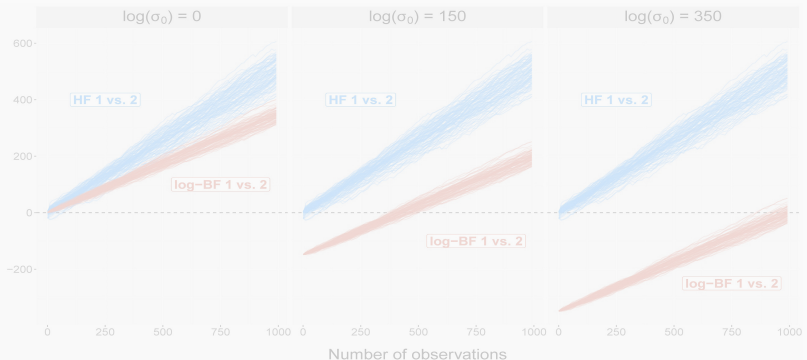 log(σ₀) = 0
log(σ₀) = 150
log(σ₀) = 350
600
400
200
0
−200
HF 1 vs. 2
log−BF 1 vs. 2
HF 1 vs. 2
log−BF 1 vs. 2
HF 1 vs. 2
log−BF 1 vs. 2
0 250 500 750 1000
0 250 500 750 1000
0 250 500 750 1000
Number of observations